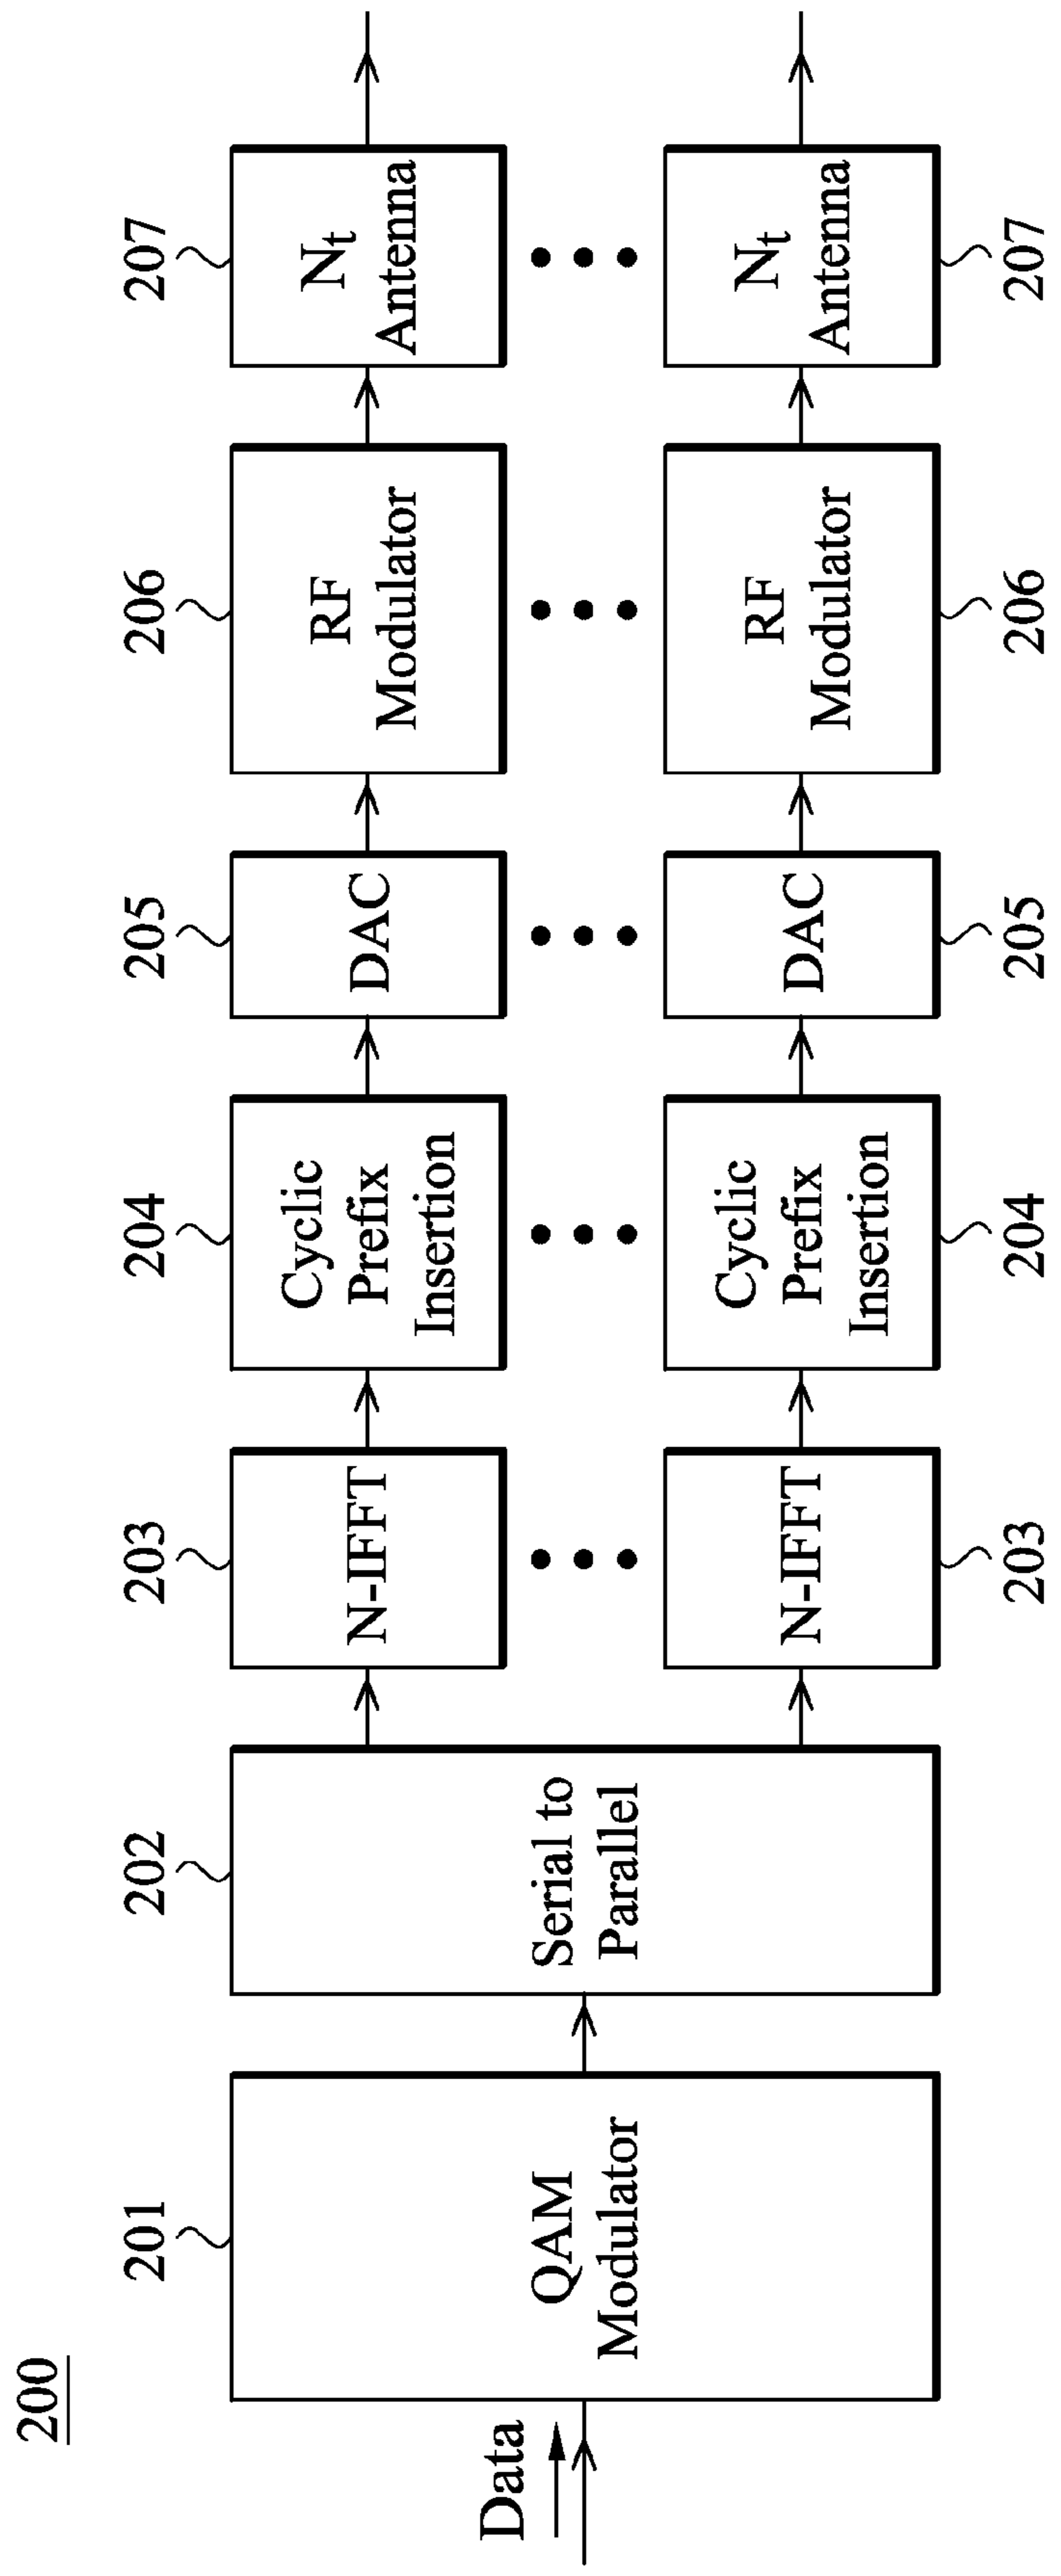 200
201
202
203
204
205
206
207
Data
QAM
Modulator
Serial to
Parallel
N-IFFT
Cyclic
Prefix
Insertion
DAC
RF
Modulator
Nt
Antenna
N-IFFT
Cyclic
Prefix
Insertion
DAC
RF
Modulator
Nt
Antenna
203
204
205
206
207